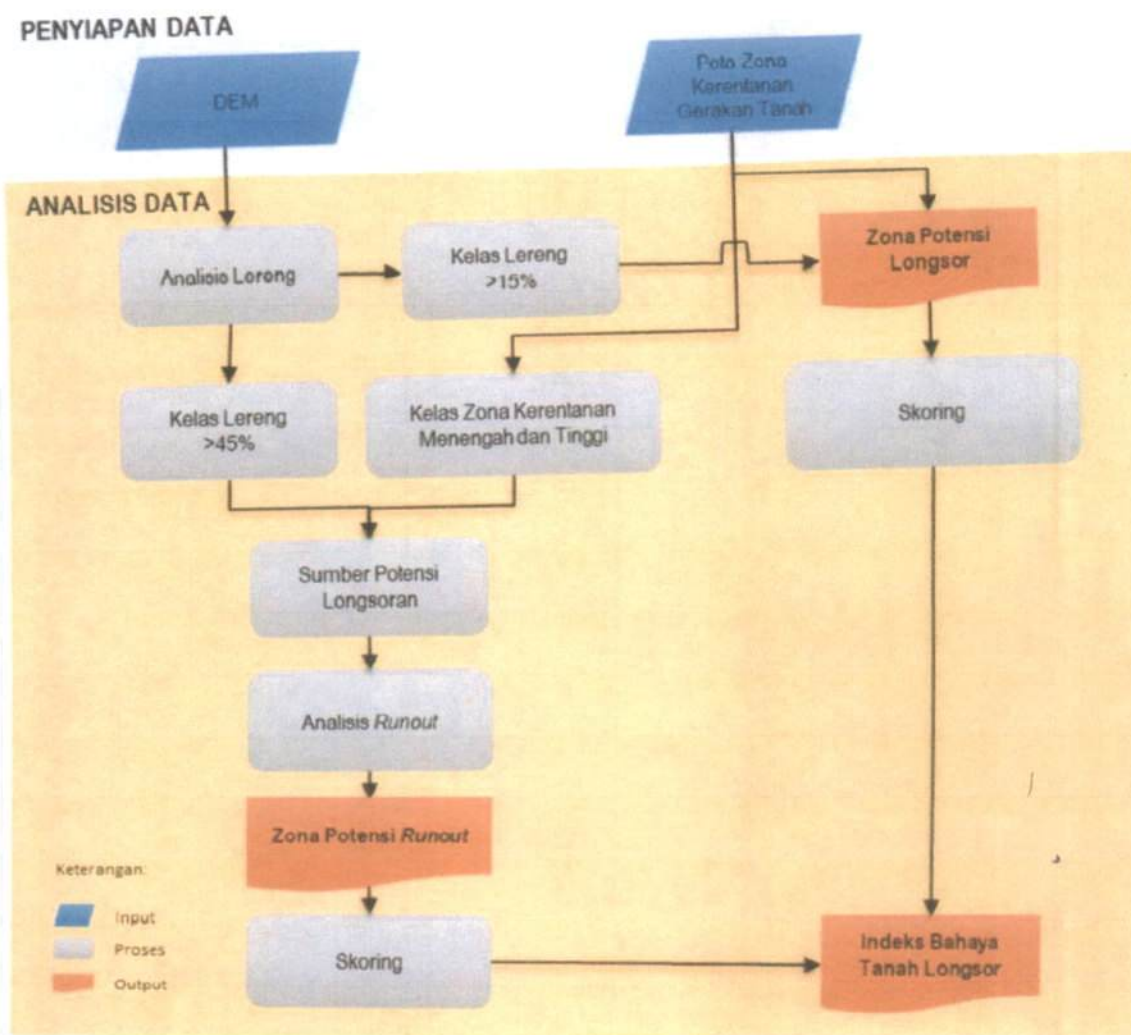 PENYIAPAN DATA
DEM
Peta Zona
Kerentanan
Gerakan Tanah
ANALISIS DATA
Analisis Lereng
Kelas Lereng
>15%
Zona Potensi
Longsor
Kelas Lereng
>45%
Kelas Zona Kerentanan
Menengah dan Tinggi
Skoring
Sumber Potensi
Longsoran
Analisis Runout
Zona Potensi Runout
Keterangan:
Input
Proses
Output
Skoring
Indeks Bahaya
Tanah Longsor